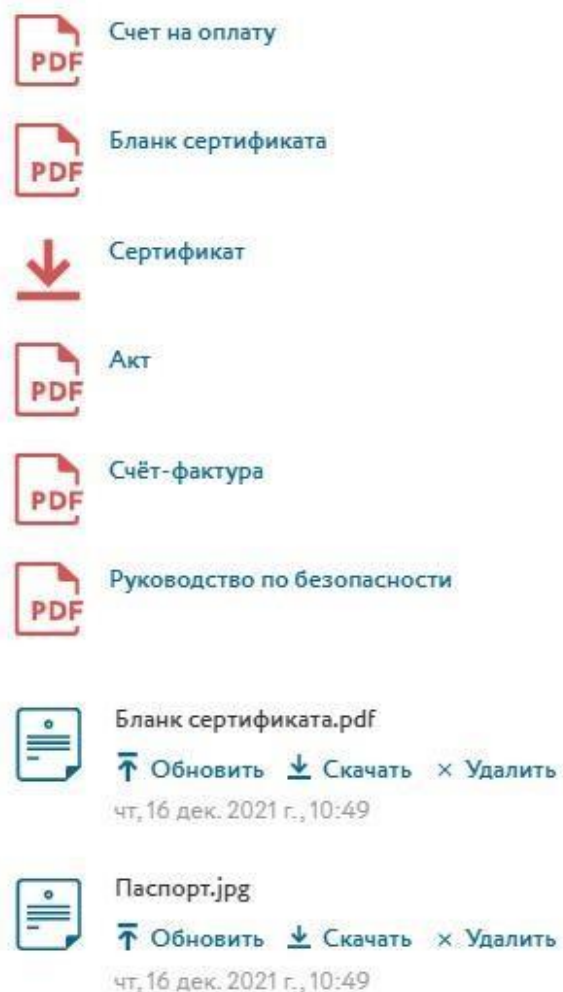 PDF Счет на оплату
PDF Бланк сертификата
Сертификат
PDF Акт
PDF Счёт-фактура
PDF Руководство по безопасности
Бланк сертификата.pdf
Обновить Скачать × Удалить
чт, 16 дек. 2021 г., 10:49
Паспорт.jpg
Обновить Скачать × Удалить
чт, 16 дек. 2021 г., 10:49